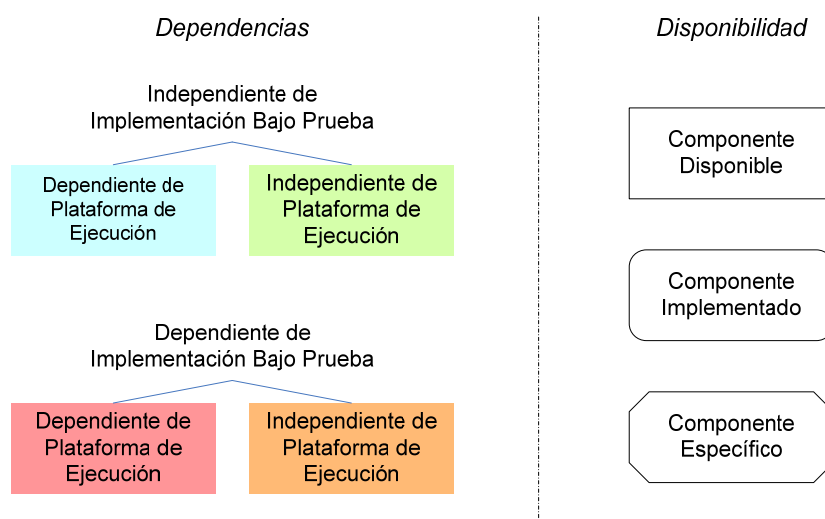 Dependencias
Independiente de
Implementación Bajo Prueba
Dependiente de
Plataforma de
Ejecución
Independiente de
Plataforma de
Ejecución
Dependiente de
Implementación Bajo Prueba
Dependiente de
Plataforma de
Ejecución
Independiente de
Plataforma de
Ejecución
Disponibilidad
Componente
Disponible
Componente
Implementado
Componente
Específico